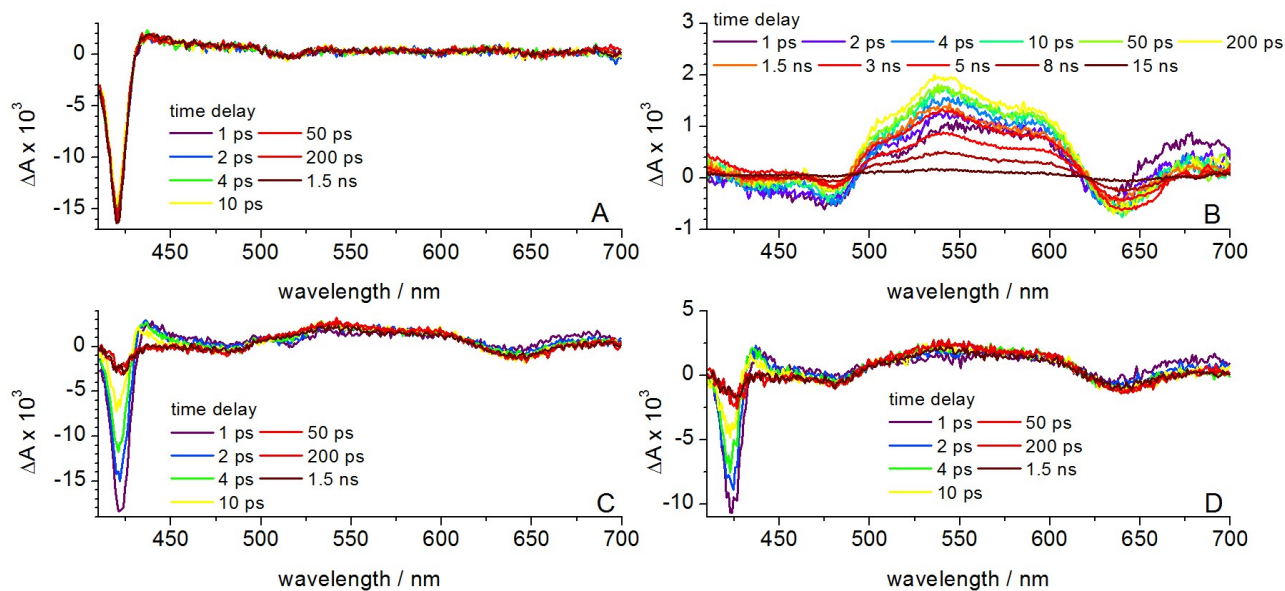 ΔA x 10³
0
-5
-10
-15
time delay
1 ps 50 ps
2 ps 200 ps
4 ps 1.5 ns
10 ps
A
450 500 550 600 650 700
wavelength / nm
ΔA x 10³
3
2
1
0
-1
time delay
1 ps 2 ps 4 ps 10 ps 50 ps 200 ps
1.5 ns 3 ns 5 ns 8 ns 15 ns
B
450 500 550 600 650 700
wavelength / nm
ΔA x 10³
0
-5
-10
-15
time delay
1 ps 50 ps
2 ps 200 ps
4 ps 1.5 ns
10 ps
C
450 500 550 600 650 700
wavelength / nm
ΔA x 10³
5
0
-5
-10
time delay
1 ps 50 ps
2 ps 200 ps
4 ps 1.5 ns
10 ps
D
450 500 550 600 650 700
wavelength / nm